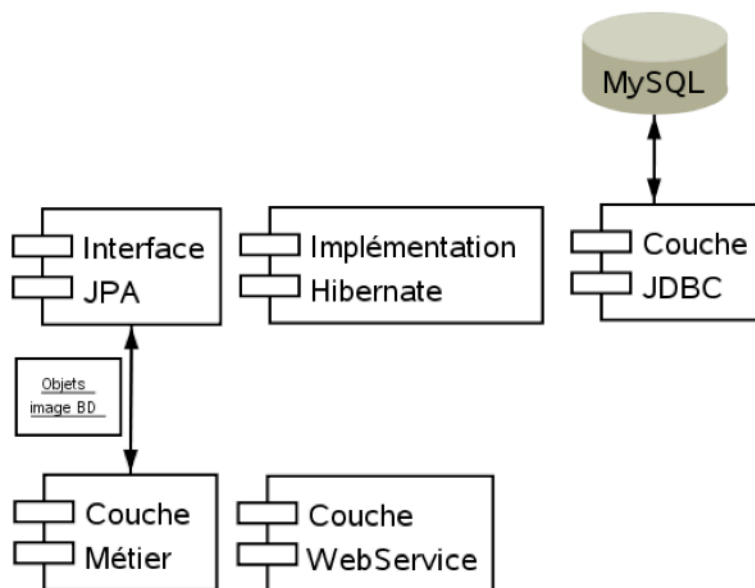 MySQL
Interface
JPA
Implémentation
Hibernate
Couche
JDBC
Objets
image BD
Couche
Métier
Couche
WebService